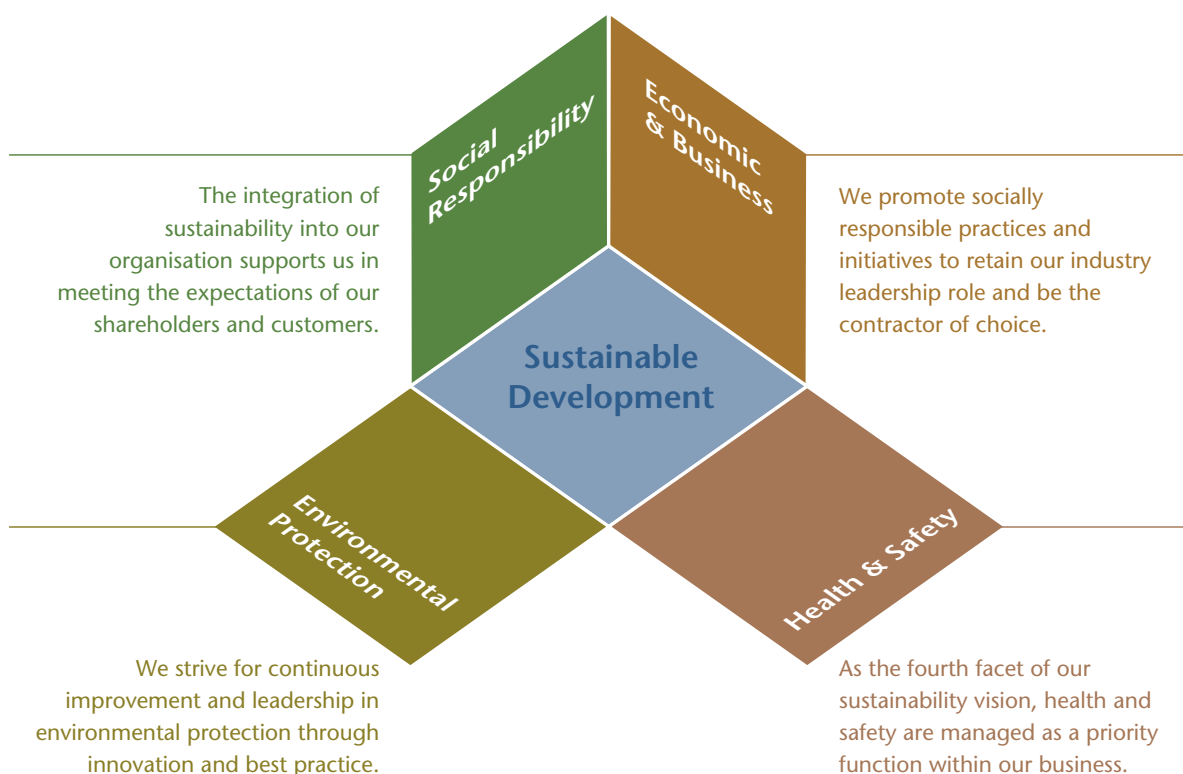 Social
Responsibility
Economic
& Business
The integration of
sustainability into our
organisation supports us in
meeting the expectations of our
shareholders and customers.
We promote socially
responsible practices and
initiatives to retain our industry
leadership role and be the
contractor of choice.
Sustainable
Development
Environmental
Protection
Health & Safety
We strive for continuous
improvement and leadership in
environmental protection through
innovation and best practice.
As the fourth facet of our
sustainability vision, health and
safety are managed as a priority
function within our business.